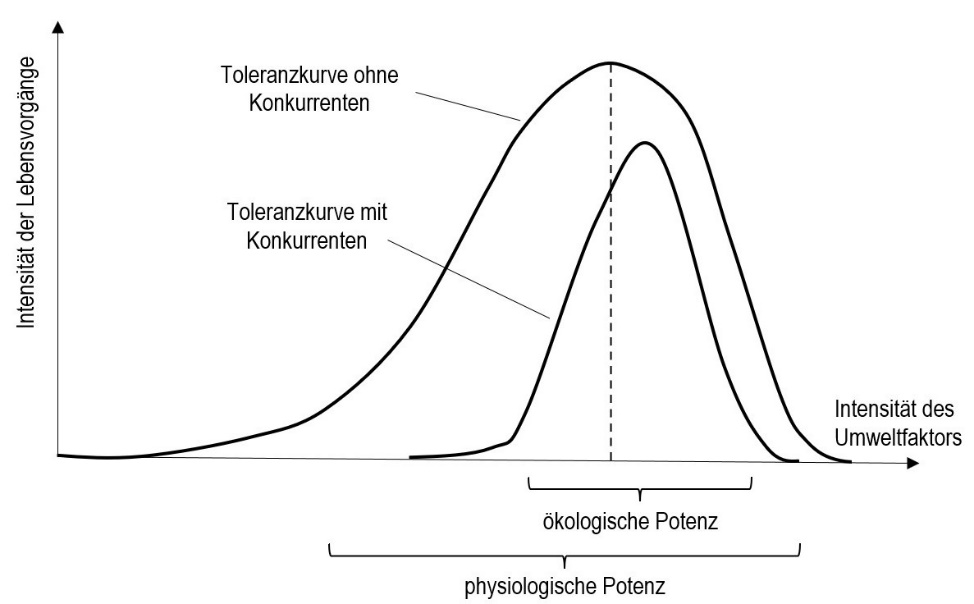 Toleranzkurve ohne
Konkurrenten
Intensität der Lebensvorgänge
Toleranzkurve mit
Konkurrenten
Intensität des
Umweltfaktors
ökologische Potenz
physiologische Potenz